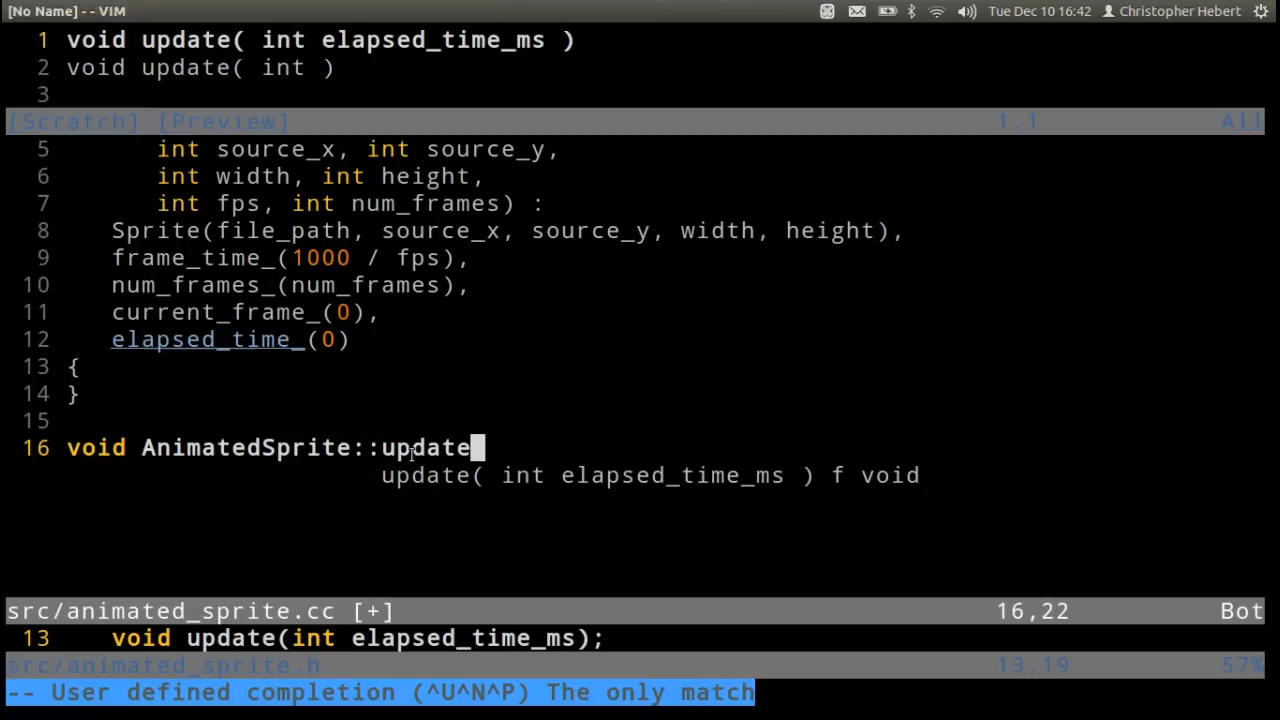 [No Name] - - VIM Tue Dec 10 16:42 Christopher Hebert
1 void update( int elapsed_time_ms )
2 void update( int )
3
[Scratch] [Preview] 1,1 All
5 int source_x, int source_y,
6 int width, int height,
7 int fps, int num_frames) :
8 Sprite(file_path, source_x, source_y, width, height),
9 frame_time_(1000 / fps),
10 num_frames_(num_frames),
11 current_frame_(0),
12 elapsed_time_(0)
13 {
14 }
15
16 void AnimatedSprite::update
update( int elapsed_time_ms ) f void
src/animated_sprite.cc [+] 16,22 Bot
13 void update(int elapsed_time_ms);
src/animated_sprite.h 13,19 57%
-- User defined completion (^U^N^P) The only match